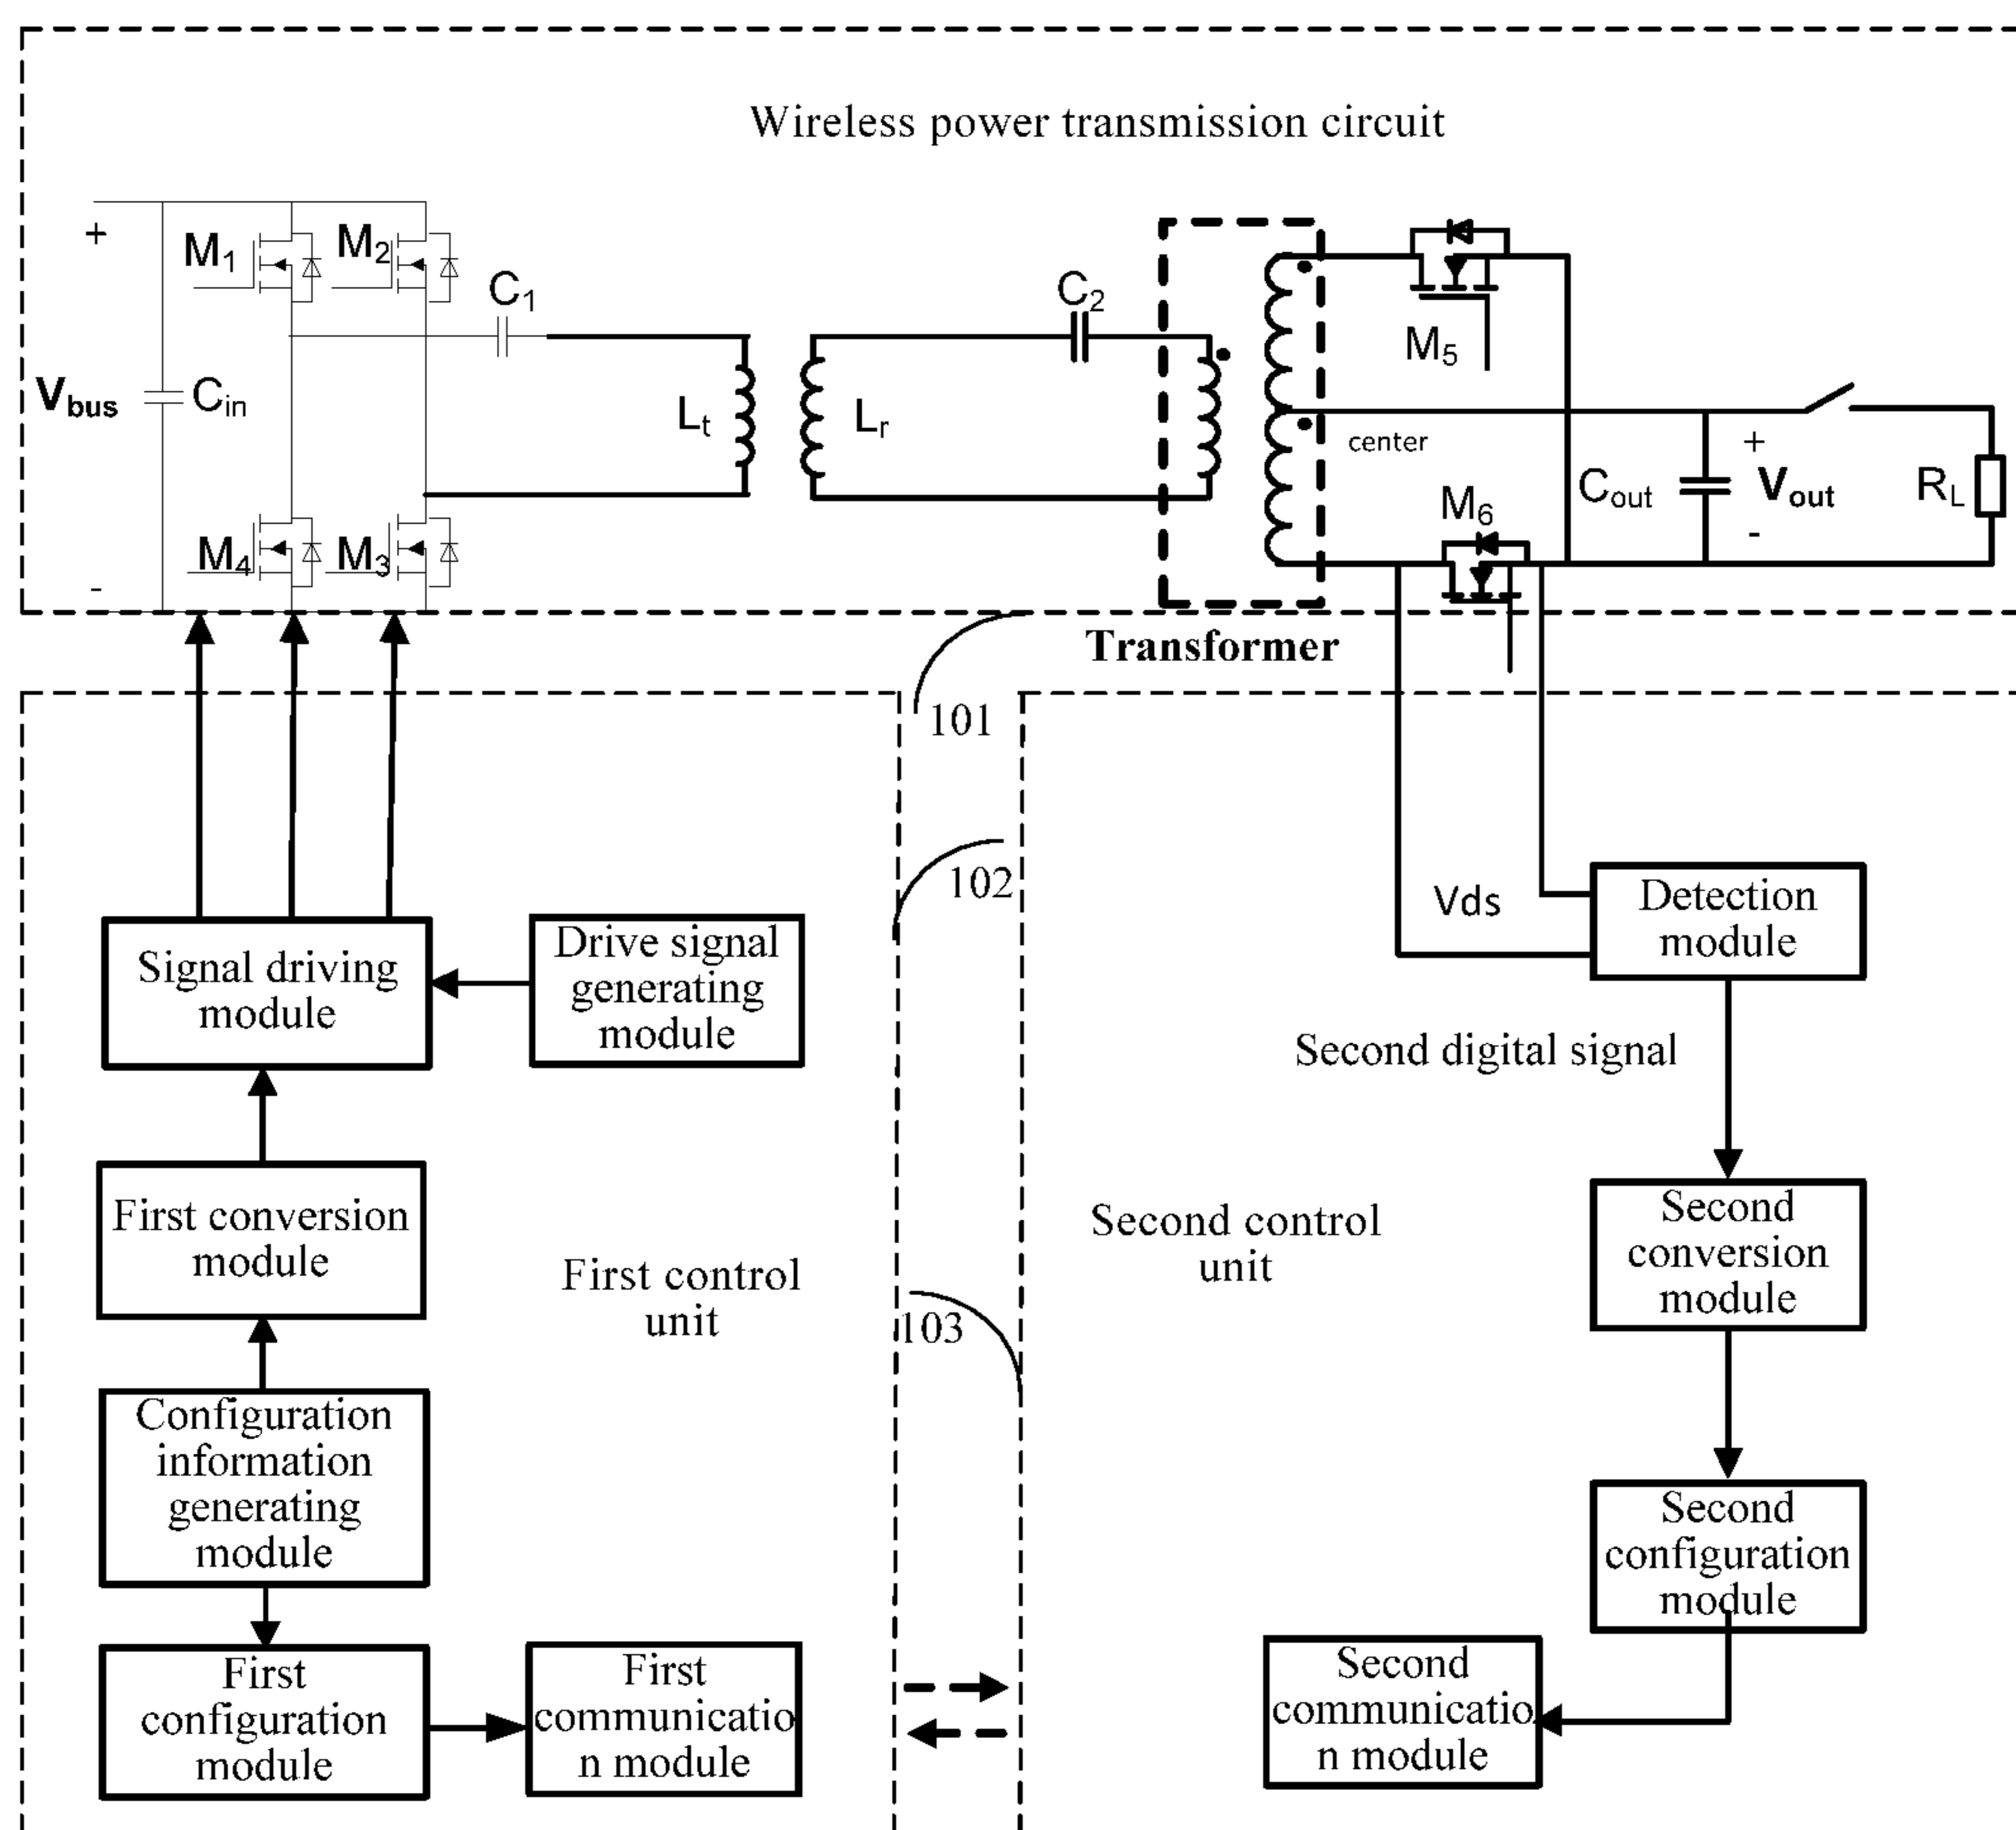 Wireless power transmission circuit
+
M1
M2
C1
C2
M5
Vbus
Cin
Lt
Lr
center
+
Cout
Vout
RL
M6
-
M4
M3
-
Transformer
101
102
Vds
Detection
module
Signal driving
module
Drive signal
generating
module
Second digital signal
First conversion
module
First control
unit
Second control
unit
Second
conversion
module
103
Configuration
information
generating
module
Second
configuration
module
First
configuration
module
First
communicatio
n module
Second
communicatio
n module